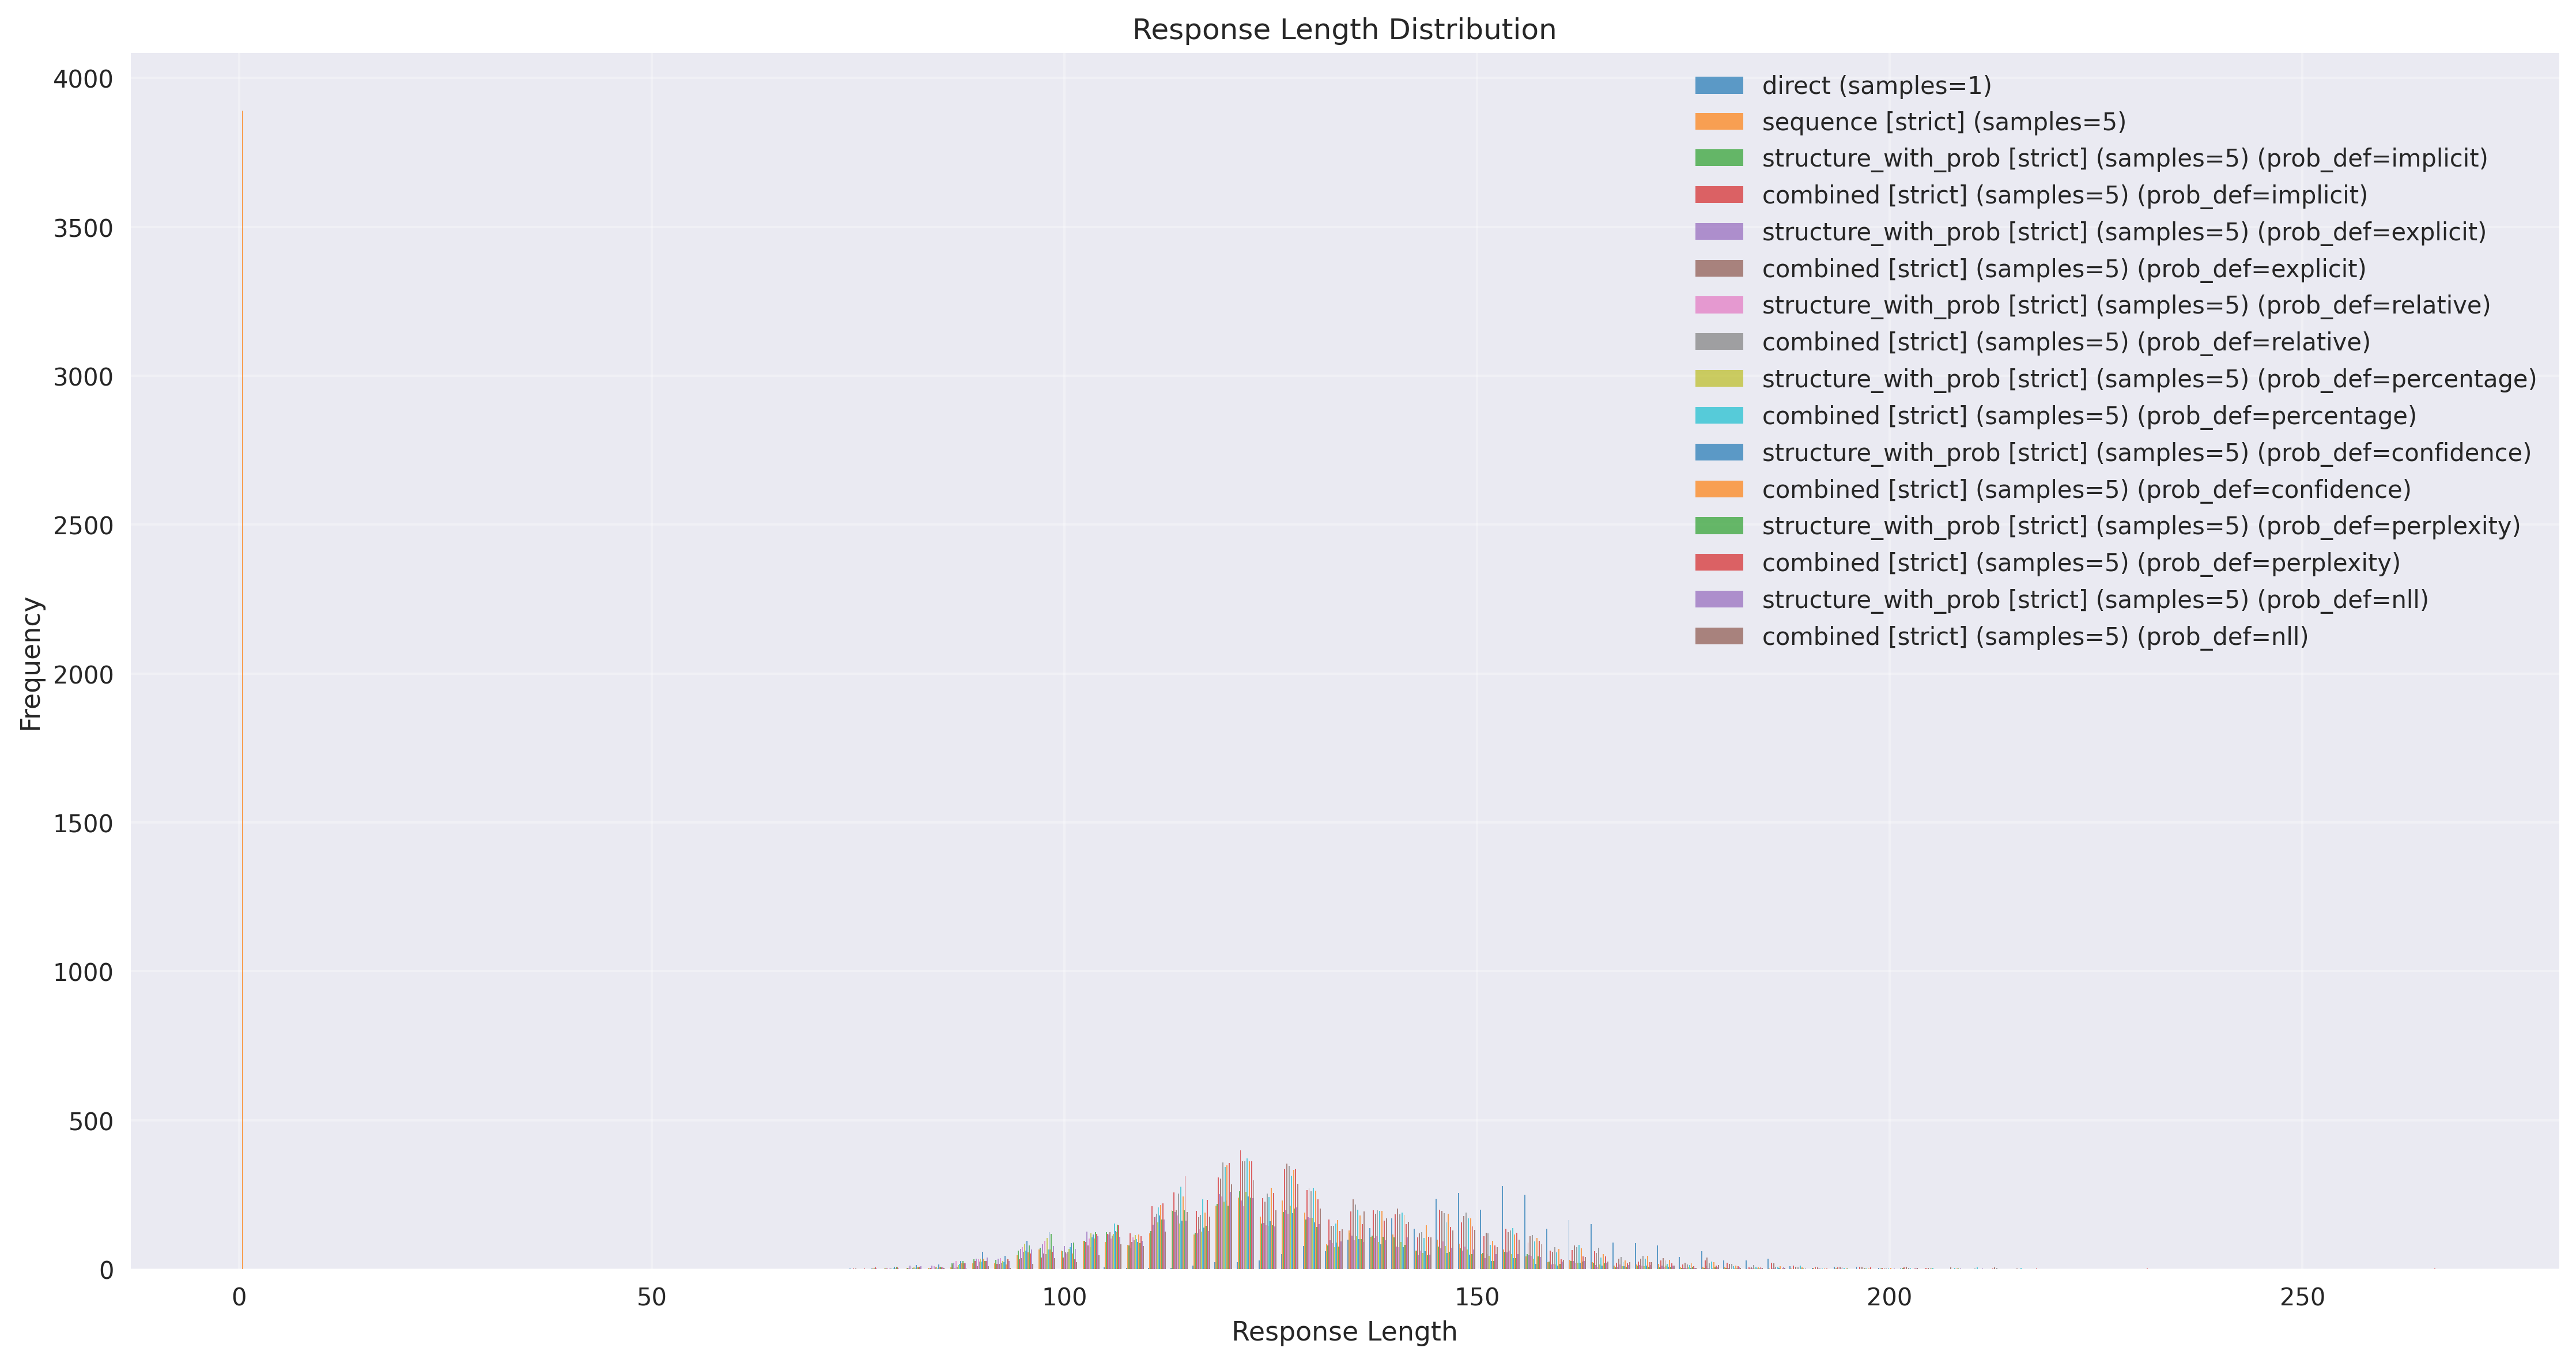 Response Length Distribution
4000
3500
3000
2500
2000
1500
1000
500
0
Frequency
direct (samples=1)
sequence [strict] (samples=5)
structure_with_prob [strict] (samples=5) (prob_def=implicit)
combined [strict] (samples=5) (prob_def=implicit)
structure_with_prob [strict] (samples=5) (prob_def=explicit)
combined [strict] (samples=5) (prob_def=explicit)
structure_with_prob [strict] (samples=5) (prob_def=relative)
combined [strict] (samples=5) (prob_def=relative)
structure_with_prob [strict] (samples=5) (prob_def=percentage)
combined [strict] (samples=5) (prob_def=percentage)
structure_with_prob [strict] (samples=5) (prob_def=confidence)
combined [strict] (samples=5) (prob_def=confidence)
structure_with_prob [strict] (samples=5) (prob_def=perplexity)
combined [strict] (samples=5) (prob_def=perplexity)
structure_with_prob [strict] (samples=5) (prob_def=nll)
combined [strict] (samples=5) (prob_def=nll)
0 50 100 150 200 250
Response Length